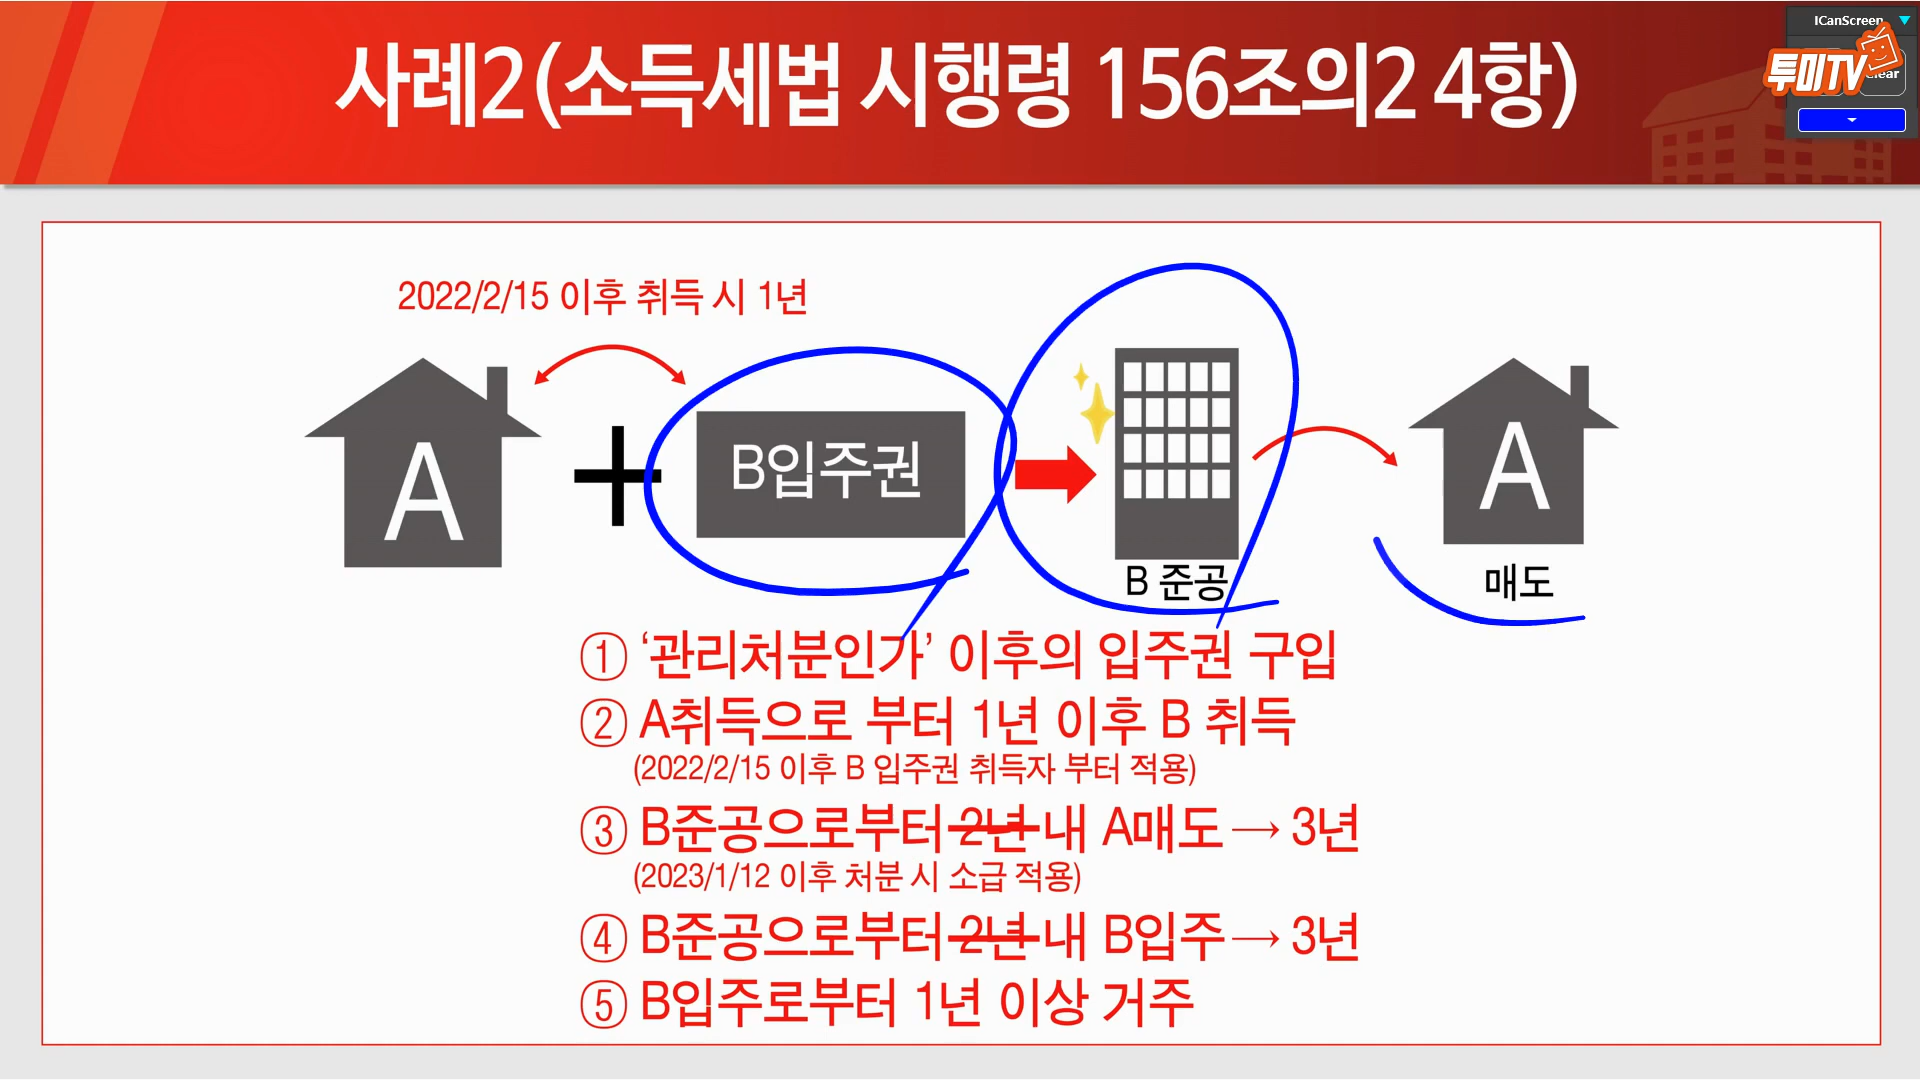 사례2(소득세법 시행령 156조의2 4항)
ICanScreen
투미TV
Clear
2022/2/15 이후 취득 시 1년
A
B입주권
A
B 준공
매도
① ‘관리처분인가’ 이후의 입주권 구입
② A취득으로 부터 1년 이후 B 취득
(2022/2/15 이후 B 입주권 취득자 부터 적용)
③ B준공으로부터 2년 내 A매도 → 3년
(2023/1/12 이후 처분 시 소급 적용)
④ B준공으로부터 2년 내 B입주 → 3년
⑤ B입주로부터 1년 이상 거주